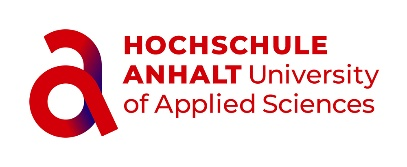 HOCHSCHULE
ANHALT University
of Applied Sciences